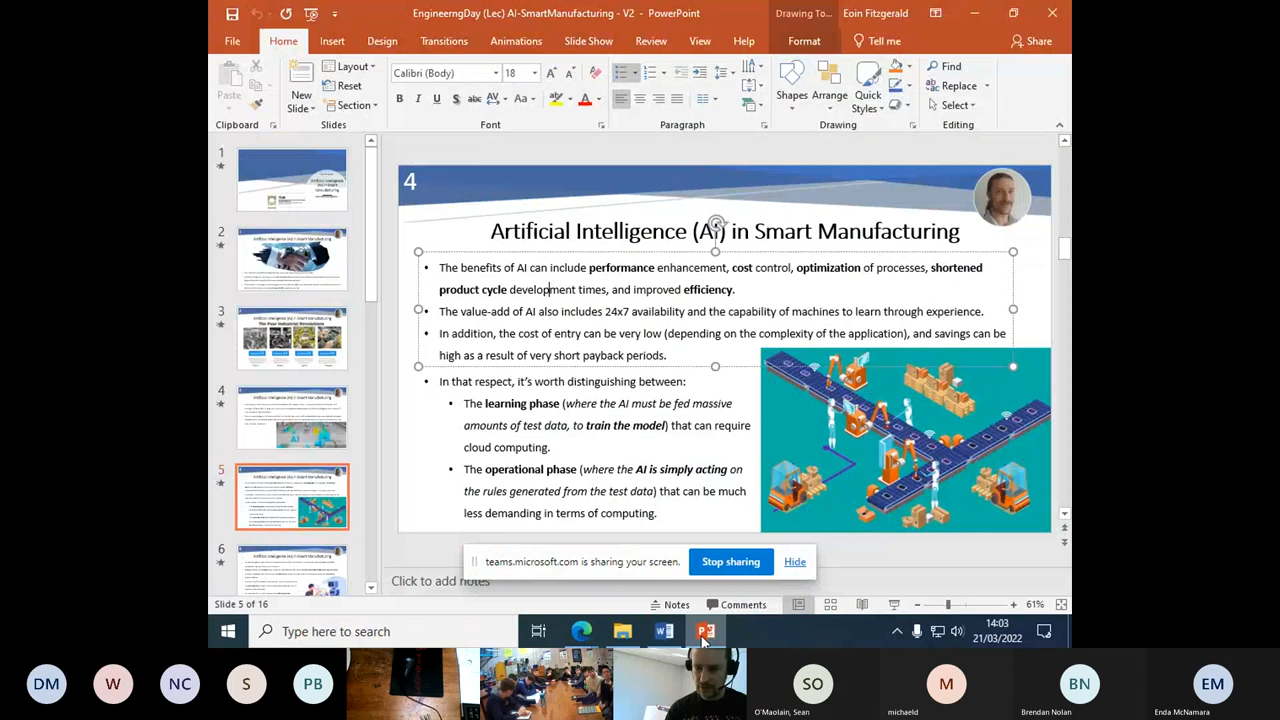 EngineerngDay (Lec) AI-SmartManufacturing - V2 - PowerPoint
Drawing To...
Eoin Fitzgerald
File Home Insert Design Transitions Animations Slide Show Review View Help Format Tell me Share
Paste
New
Slide
Layout
Reset
Section
Calibri (Body) 18
Shapes Arrange Quick
Styles
Find
Replace
Select
Clipboard Slides Font Paragraph Drawing Editing
1
2
3
4
5
6
4
Artificial Intelligence (AI) in Smart Manufacturing
The benefits of AI can include performance enhancement, cost control, optimization of processes, shortened
product cycle development times, and improved efficiency.
The value-add of AI includes 24x7 availability and the ability of machines to learn through experience.
the cost of entry can be very low (depending on the complexity of the application), and savings can be
high as a result of very short payback periods.
In that respect, it's worth distinguishing between:
The
where the AI must be fed large
amounts of test data, to train the model) that can require
cloud computing.
The operational phase (where the AI is simply acting on
the rules generated from the test data) that can be much
less demanding in terms of computing.
is sharing your screen.
Stop sharing
Hide
Click to add notes
Slide 5 of 16
Notes
Comments
61%
Type here to search
14:03
21/03/2022
DM W NC S PB SO M BN EM
O'Maolain, Sean
michaeld
Brendan Nolan
Enda McNamara